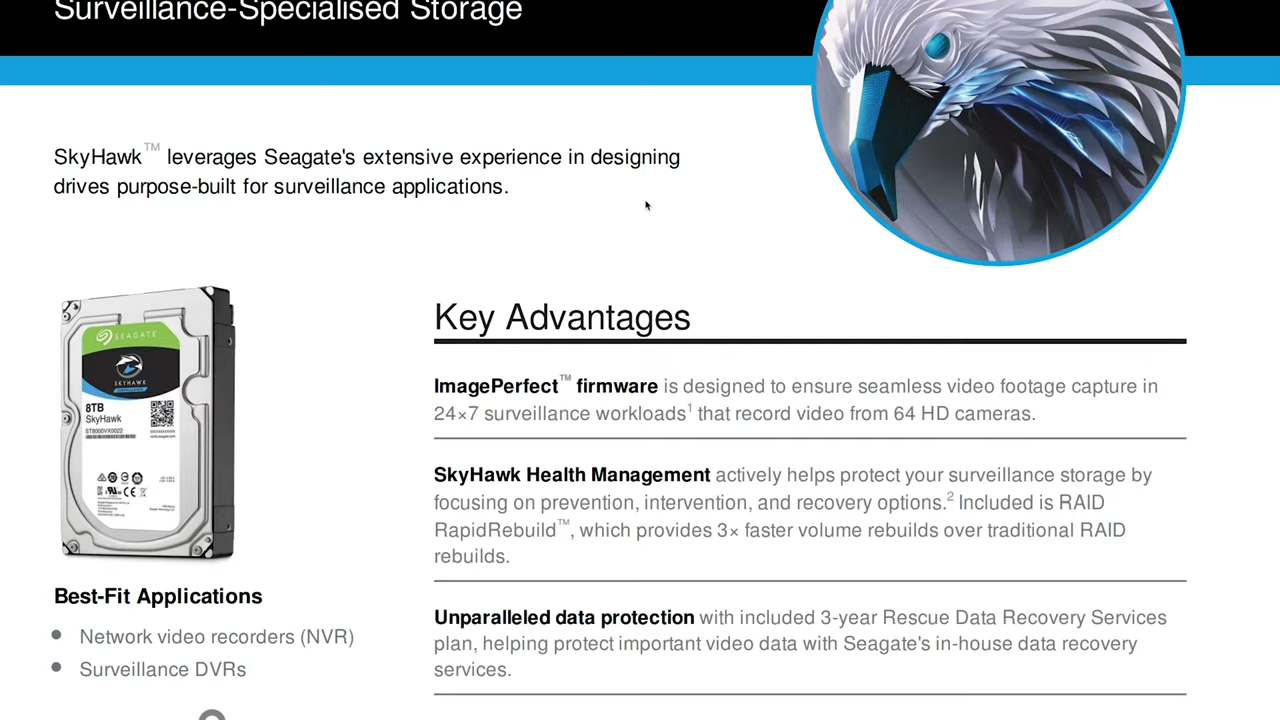 Surveillance-Specialised Storage
SkyHawk™ leverages Seagate's extensive experience in designing
drives purpose-built for surveillance applications.
SEAGATE
SKYHAWK
8TB
SkyHawk
ST8000VX0022
Best-Fit Applications
• Network video recorders (NVR)
• Surveillance DVRs
Key Advantages
ImagePerfect™ firmware is designed to ensure seamless video footage capture in
24×7 surveillance workloads¹ that record video from 64 HD cameras.
SkyHawk Health Management actively helps protect your surveillance storage by
focusing on prevention, intervention, and recovery options.² Included is RAID
RapidRebuild™, which provides 3× faster volume rebuilds over traditional RAID
rebuilds.
Unparalleled data protection with included 3-year Rescue Data Recovery Services
plan, helping protect important video data with Seagate's in-house data recovery
services.